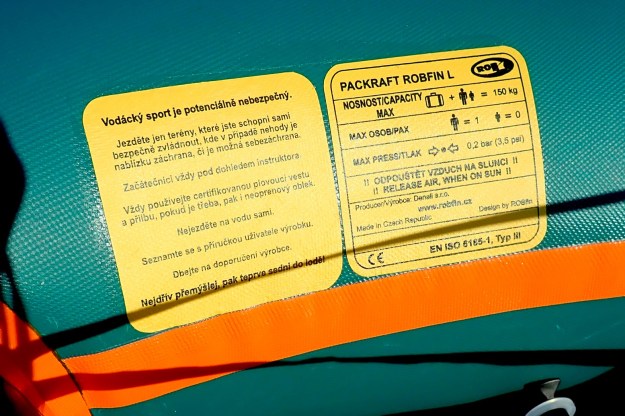 Vodácký sport je potenciálně nebezpečný.
Jezděte jen terény, které jste schopni sami
bezpečně zvládnout, kde v případě nehody je
nablízku záchrana, či je možná sebezáchrana.
Začátečníci vždy pod dohledem instruktora
Vždy používejte certifikovanou plovoucí vestu
a přilbu, pokud je třeba, pak i neoprenový oblek.
Nejezděte na vodu sami.
Seznamte se s příručkou uživatele výrobku.
Dbejte na doporučení výrobce.
Nejdřív přemýšlej, pak teprve sedni do lodě!
PACKRAFT ROBFIN L
NOSNOST/CAPACITY MAX + = 150 kg
MAX OSOB/PAX = 1 = 0
MAX PRESS/TLAK 0,2 bar (3,5 psi)
!! ODPOUŠTĚT VZDUCH NA SLUNCI !!
!! RELEASE AIR, WHEN ON SUN !!
Producer/Výrobce: Denali s.r.o.
www.robfin.cz
Made in Czech Republic Design by ROBfin
CE EN ISO 6185-1, Typ III